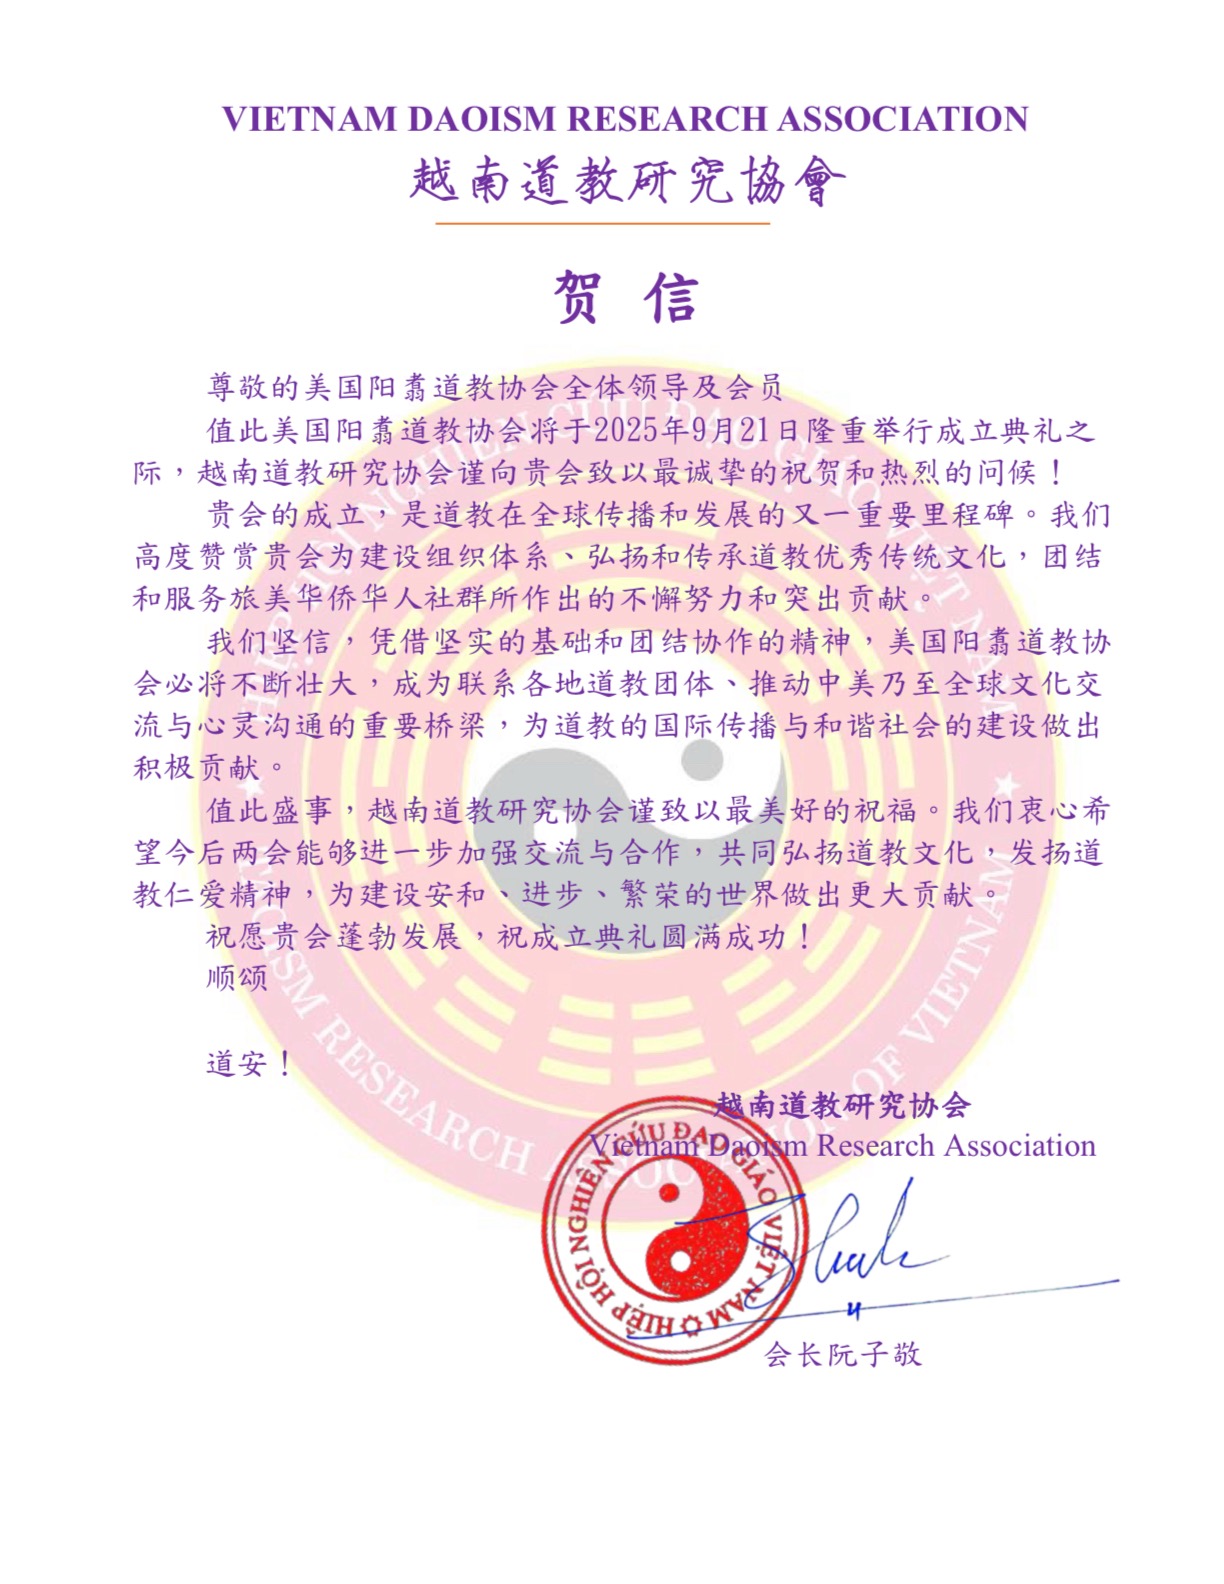 VIETNAM DAOISM RESEARCH ASSOCIATION
越南道教研究協會
贺 信
尊敬的美国阳翥道教协会全体领导及会员
值此美国阳翥道教协会将于2025年9月21日隆重举行成立典礼之
际，越南道教研究协会谨向贵会致以最诚挚的祝贺和热烈的问候！
贵会的成立，是道教在全球传播和发展的又一重要里程碑。我们
高度赞赏贵会为建设组织体系、弘扬和传承道教优秀传统文化，团结
和服务旅美华侨华人社群所作出的不懈努力和突出贡献。
我们坚信，凭借坚实的基础和团结协作的精神，美国阳翥道教协
会必将不断壮大，成为联系各地道教团体、推动中美乃至全球文化交
流与心灵沟通的重要桥梁，为道教的国际传播与和谐社会的建设做出
积极贡献。
值此盛事，越南道教研究协会谨致以最美好的祝福。我们衷心希
望今后两会能够进一步加强交流与合作，共同弘扬道教文化，发扬道
教仁爱精神，为建设安和、进步、繁荣的世界做出更大贡献。
祝愿贵会蓬勃发展，祝成立典礼圆满成功！
顺颂
道安！
越南道教研究协会
Vietnam Daoism Research Association
会长阮子敬
HIỆP HỘI NGHIÊN CỨU ĐẠO GIÁO VIỆT NAM
HIỆP HỘI NGHIÊN CỨU ĐẠO GIÁO VIỆT NAM
TAOISM RESEARCH ASSOCIATION OF VIETNAM